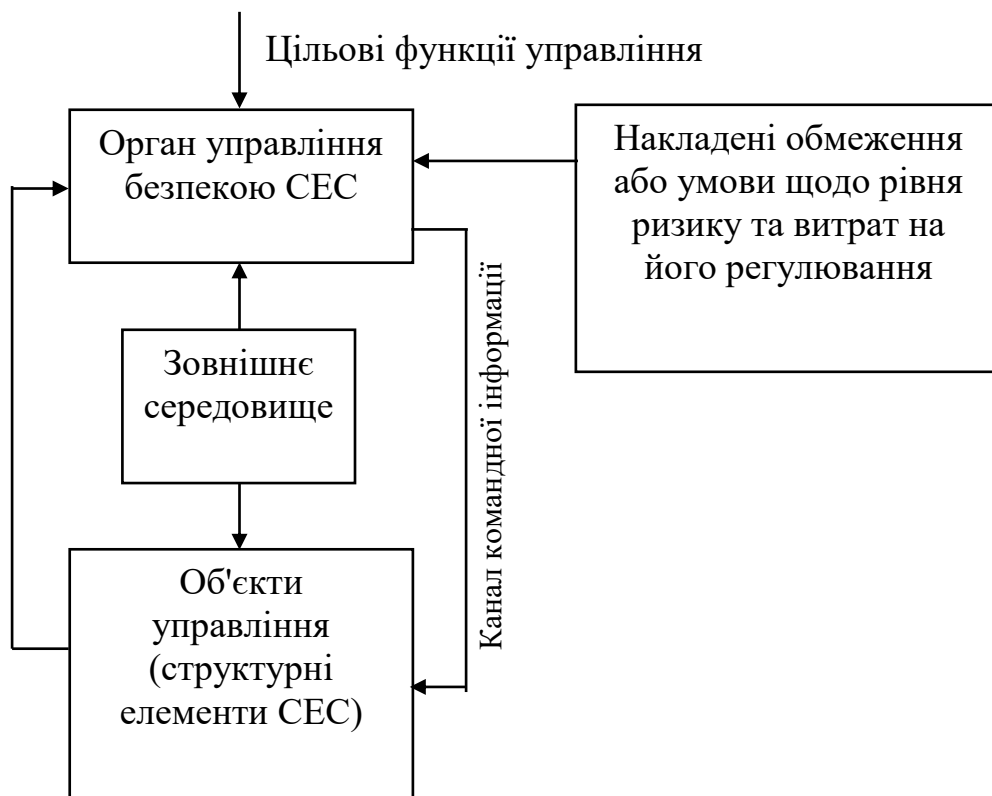 Цільові функції управління
Орган управління
безпекою СЕС
Накладені обмеження
або умови щодо рівня
ризику та витрат на
його регулювання
Зовнішнє
середовище
Канал командної інформації
Об'єкти
управління
(структурні
елементи СЕС)